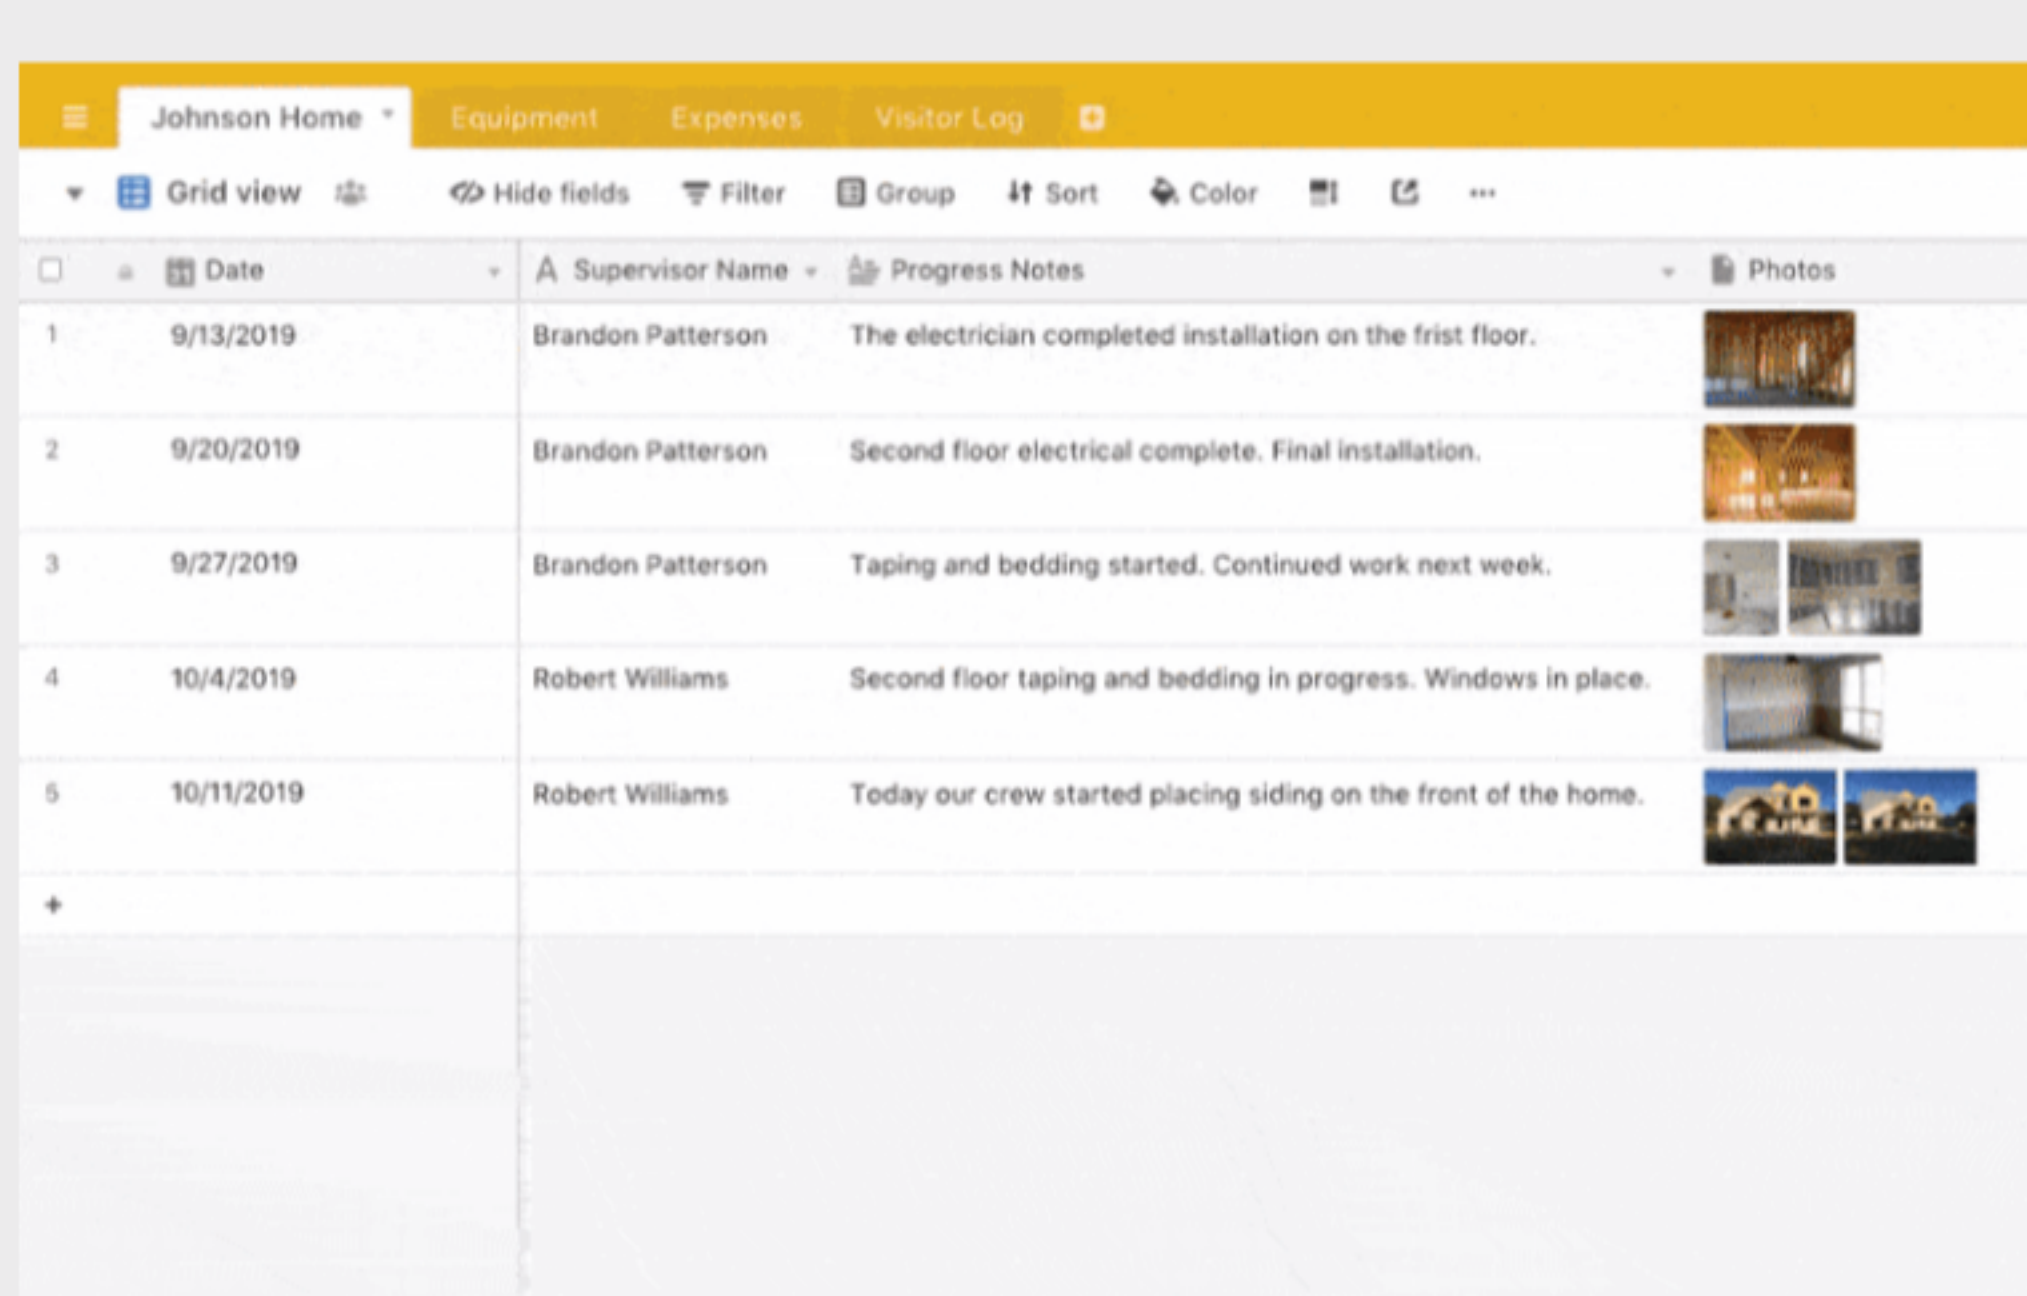 Johnson Home Equipment Expenses Visitor Log
Grid view Hide fields Filter Group Sort Color ...
Date A Supervisor Name Progress Notes Photos
1 9/13/2019 Brandon Patterson The electrician completed installation on the frist floor.
2 9/20/2019 Brandon Patterson Second floor electrical complete. Final installation.
3 9/27/2019 Brandon Patterson Taping and bedding started. Continued work next week.
4 10/4/2019 Robert Williams Second floor taping and bedding in progress. Windows in place.
5 10/11/2019 Robert Williams Today our crew started placing siding on the front of the home.
+